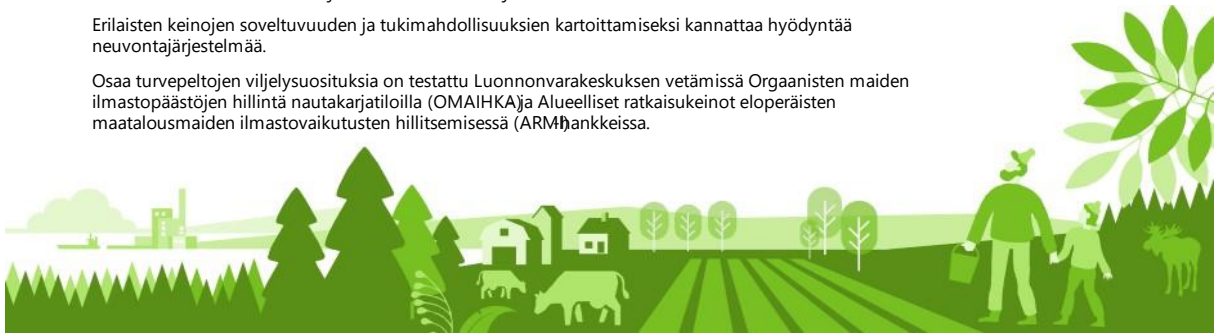 Erilaisten keinojen soveltuvuuden ja tukimahdollisuuksien kartoittamiseksi kannattaa hyödyntää
neuvontajärjestelmää.
Osaa turvepeltojen viljelysuosituksia on testattu Luonnonvarakeskuksen vetämissä Orgaanisten maiden
ilmastopäästöjen hillintä nautakarjatiloilla (OMAIHKA) ja Alueelliset ratkaisukeinot eloperäisten
maatalousmaiden ilmastovaikutusten hillitsemisessä (ARMI)-hankkeissa.